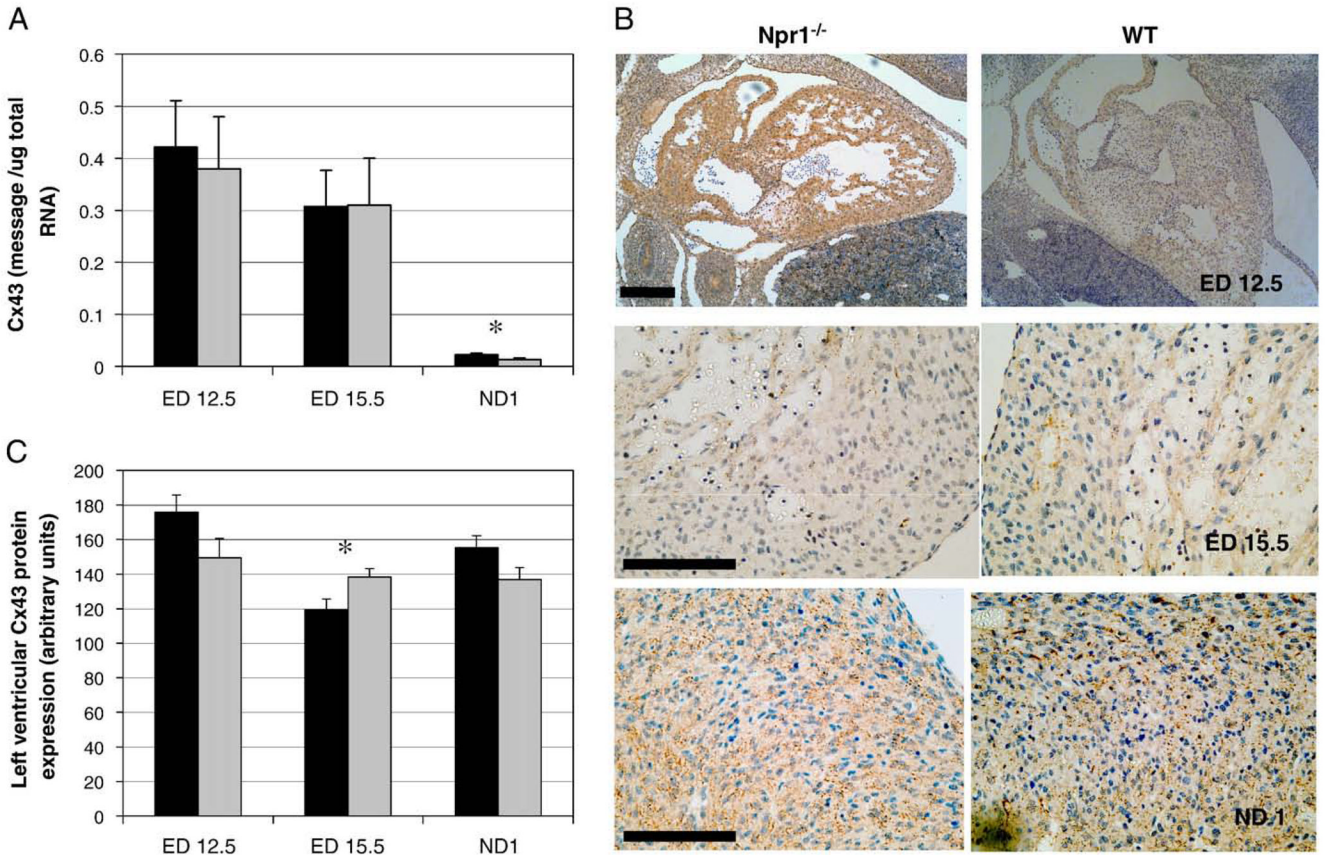 A
0.6
0.5
0.4
0.3
0.2
0.1
0
Cx43 (message /ug total
RNA)
*
ED 12.5
ED 15.5
ND1
B
Npr1-/-
WT
ED 12.5
ED 15.5
ND 1
C
200
180
160
140
120
100
80
60
40
20
0
Left ventricular Cx43 protein
expression (arbitrary units)
*
ED 12.5
ED 15.5
ND1